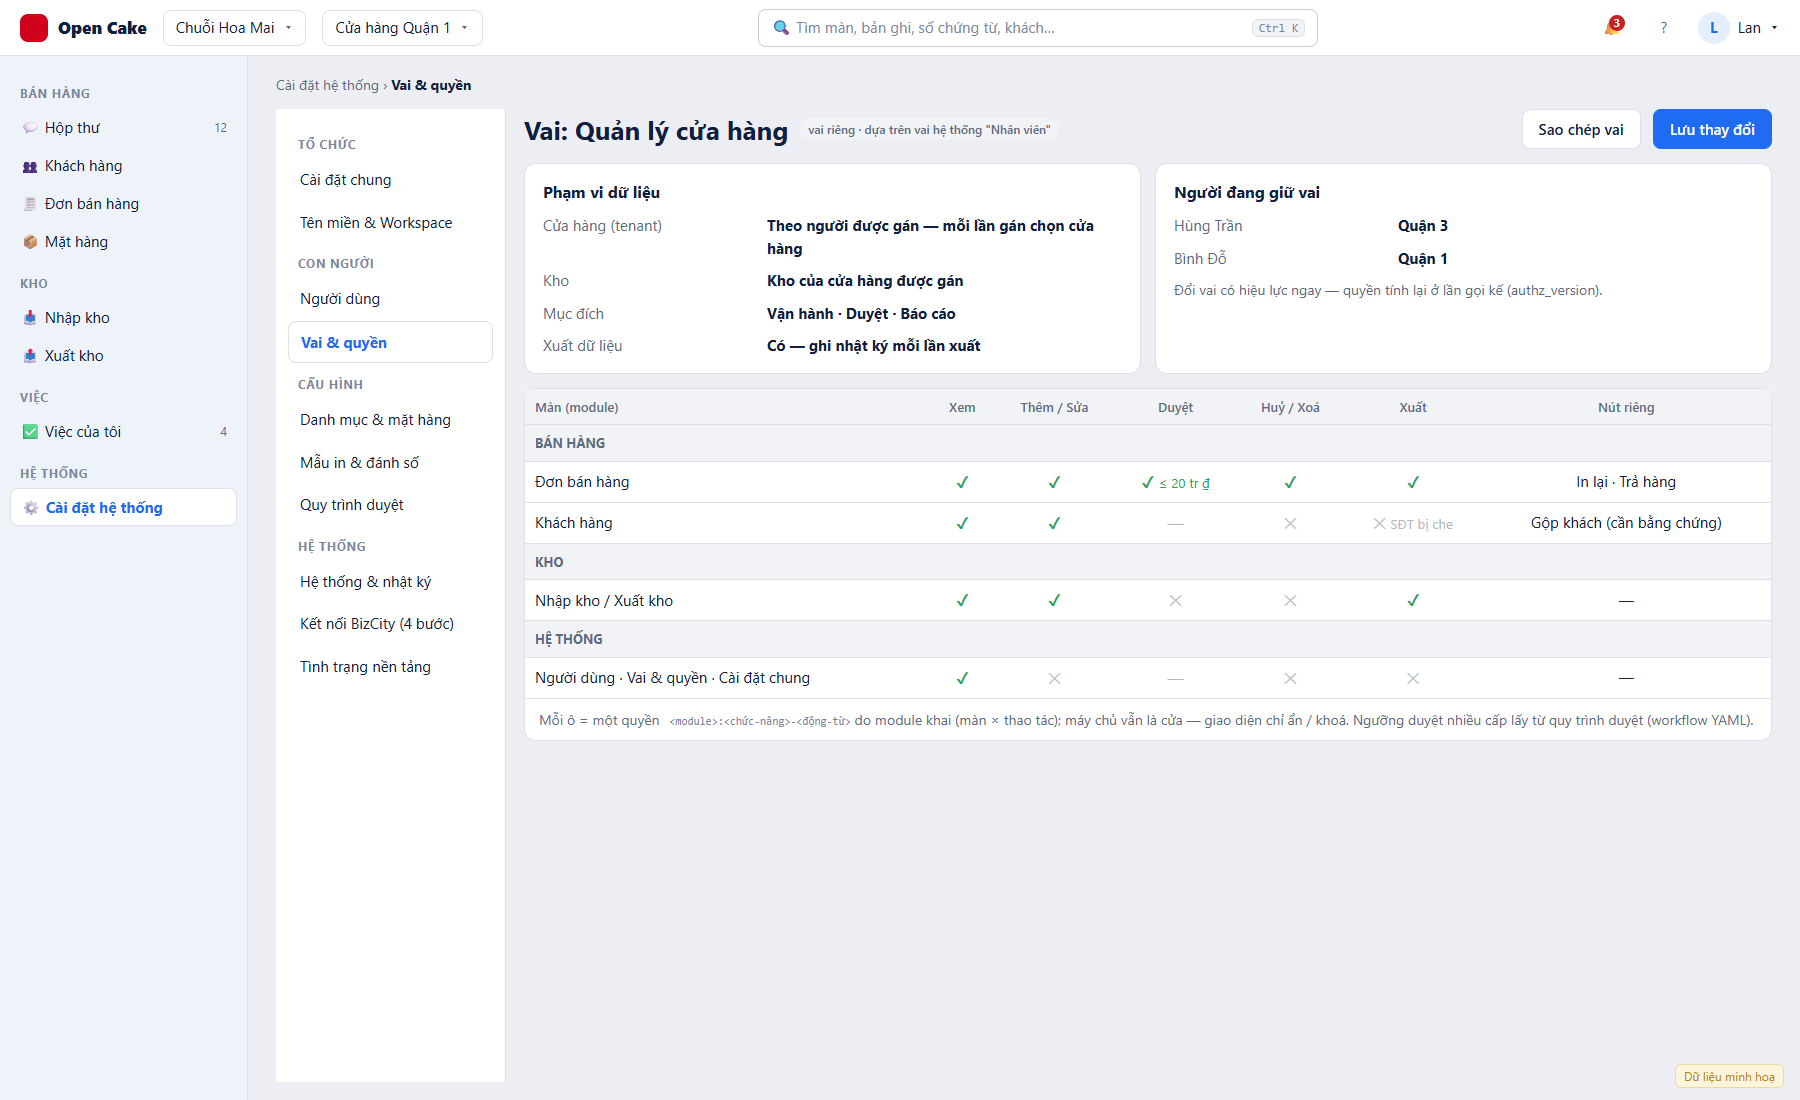 Open Cake
Chuỗi Hoa Mai
Cửa hàng Quận 1
Tìm màn, bản ghi, số chứng từ, khách...
Ctrl K
3
?
L
Lan
BÁN HÀNG
Hộp thư 12
Khách hàng
Đơn bán hàng
Mặt hàng
KHO
Nhập kho
Xuất kho
VIỆC
Việc của tôi 4
HỆ THỐNG
Cài đặt hệ thống
Cài đặt hệ thống › Vai & quyền
TỔ CHỨC
Cài đặt chung
Tên miền & Workspace
CON NGƯỜI
Người dùng
Vai & quyền
CẤU HÌNH
Danh mục & mặt hàng
Mẫu in & đánh số
Quy trình duyệt
HỆ THỐNG
Hệ thống & nhật ký
Kết nối BizCity (4 bước)
Tình trạng nền tảng
Vai: Quản lý cửa hàng
vai riêng · dựa trên vai hệ thống "Nhân viên"
Sao chép vai
Lưu thay đổi
Phạm vi dữ liệu
Cửa hàng (tenant) Theo người được gán — mỗi lần gán chọn cửa
hàng
Kho Kho của cửa hàng được gán
Mục đích Vận hành · Duyệt · Báo cáo
Xuất dữ liệu Có — ghi nhật ký mỗi lần xuất
Người đang giữ vai
Hùng Trần Quận 3
Bình Đỗ Quận 1
Đổi vai có hiệu lực ngay — quyền tính lại ở lần gọi kế (authz_version).
Màn (module) Xem Thêm / Sửa Duyệt Huỷ / Xoá Xuất Nút riêng
BÁN HÀNG
Đơn bán hàng ✓ ✓ ✓ ≤ 20 tr ₫ ✓ ✓ In lại · Trả hàng
Khách hàng ✓ ✓ — ✕ ✕ SĐT bị che Gộp khách (cần bằng chứng)
KHO
Nhập kho / Xuất kho ✓ ✓ ✕ ✕ ✓ —
HỆ THỐNG
Người dùng · Vai & quyền · Cài đặt chung ✓ ✕ — ✕ ✕ —
Mỗi ô = một quyền <module>:<chức-năng>-<động-từ> do module khai (màn × thao tác); máy chủ vẫn là cửa — giao diện chỉ ẩn / khoá. Ngưỡng duyệt nhiều cấp lấy từ quy trình duyệt (workflow YAML).
Dữ liệu minh hoạ